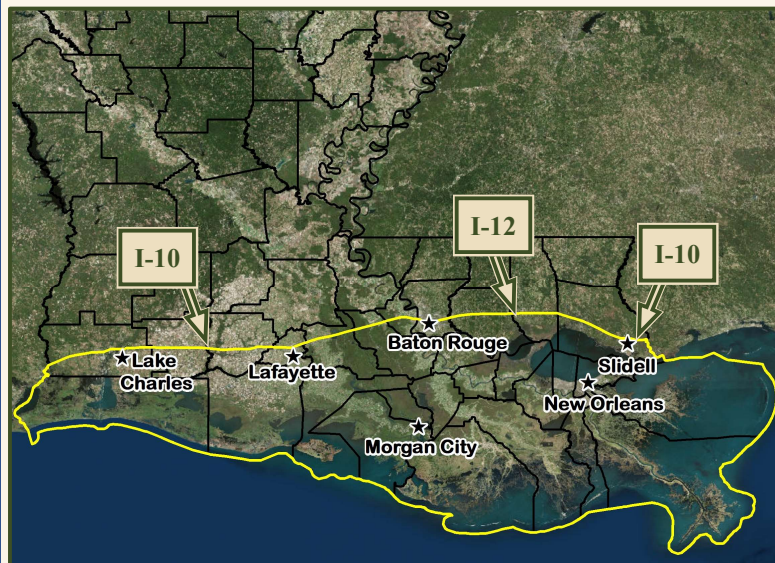 I-12
I-10
I-10
Baton Rouge
Lake
Charles
Lafayette
Slidell
New Orleans
Morgan City